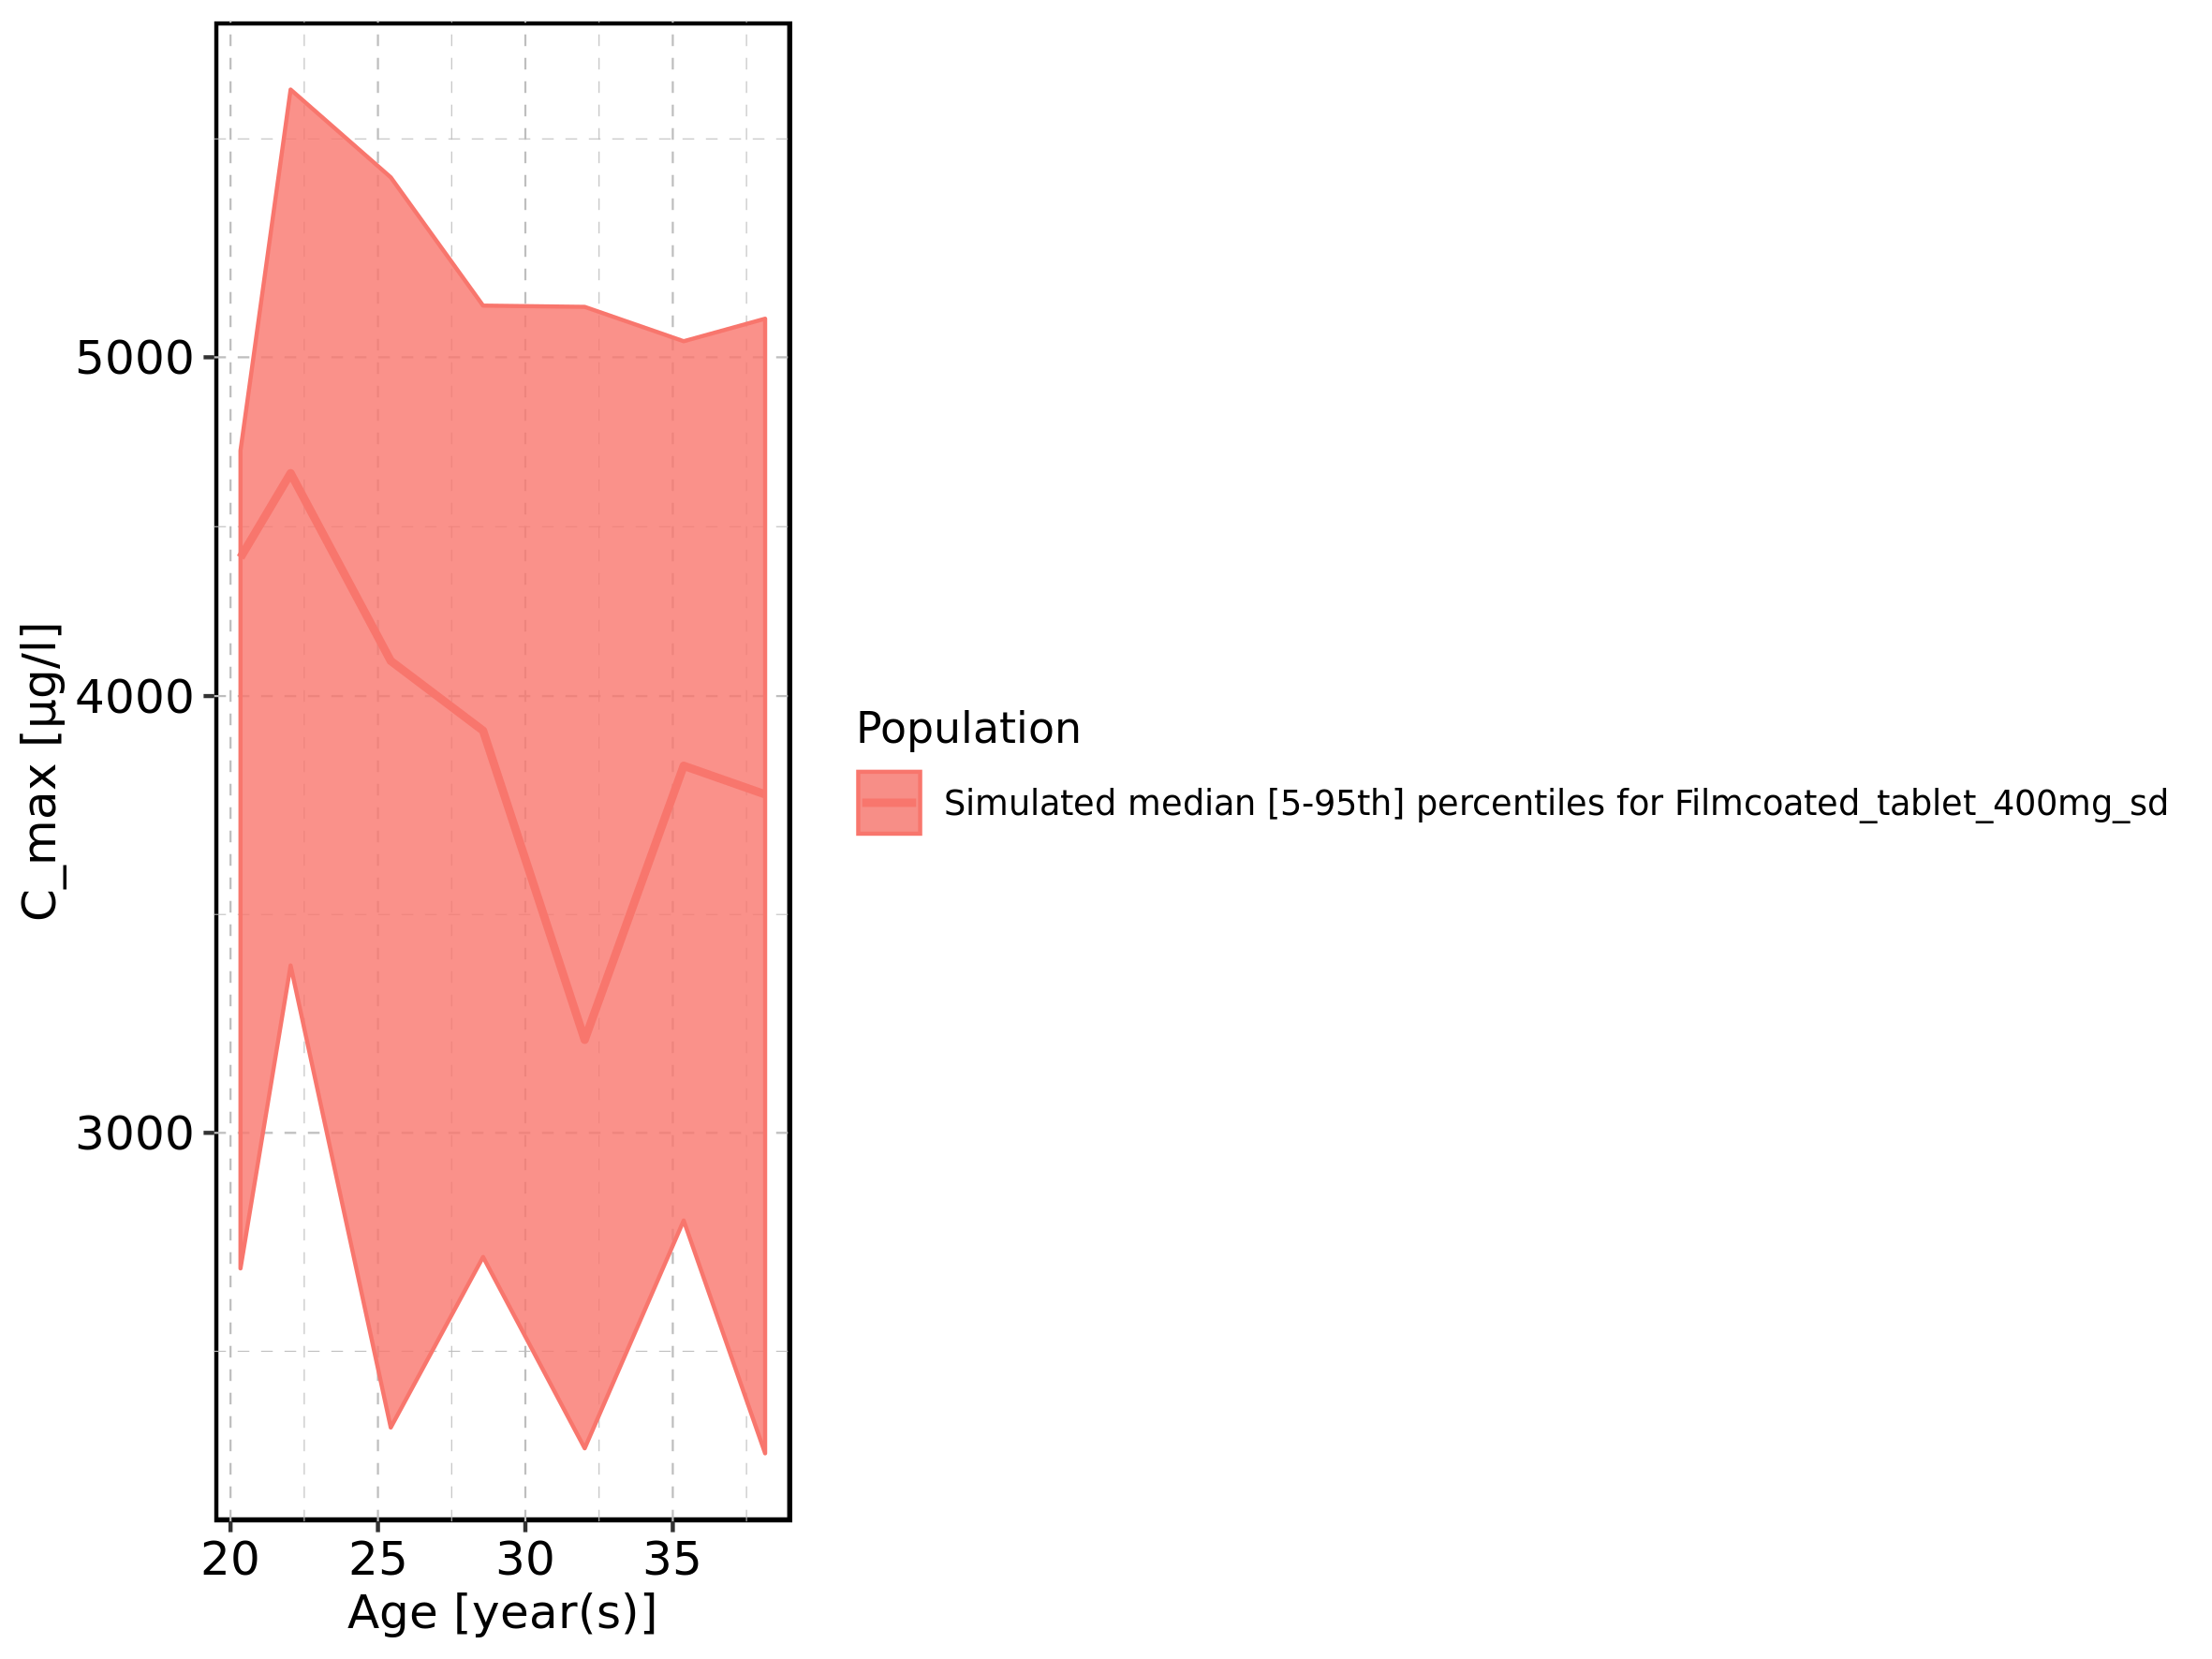 5000
4000
3000
C_max [µg/l]
20 25 30 35
Age [year(s)]
Population
Simulated median [5-95th] percentiles for Filmcoated_tablet_400mg_sd